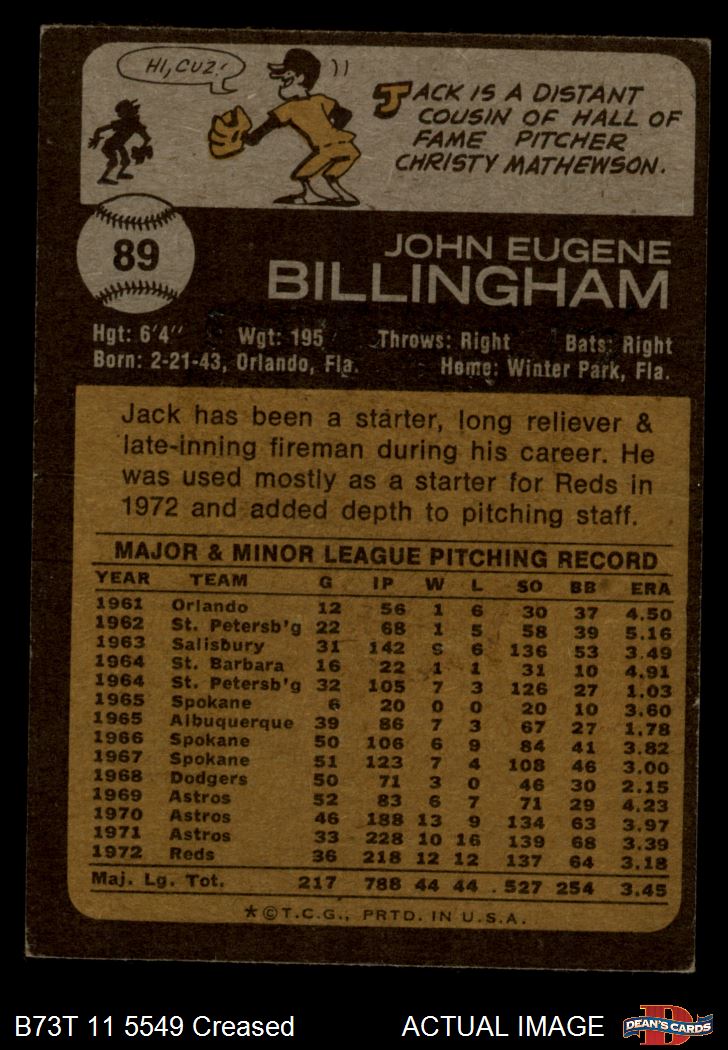 HI, CUZ!
JACK IS A DISTANT
COUSIN OF HALL OF
FAME PITCHER
CHRISTY MATHEWSON.
89
JOHN EUGENE
BILLINGHAM
Hgt: 6'4" Wgt: 195 Throws: Right Bats: Right
Born: 2-21-43, Orlando, Fla. Home: Winter Park, Fla.
Jack has been a starter, long reliever &
late-inning fireman during his career. He
was used mostly as a starter for Reds in
1972 and added depth to pitching staff.
MAJOR & MINOR LEAGUE PITCHING RECORD
YEAR TEAM G IP W L SO BB ERA
1961 Orlando 12 56 1 6 30 37 4.50
1962 St. Petersb'g 22 68 1 5 58 39 5.16
1963 Salisbury 31 142 6 136 53 3.49
1964 St. Barbara 16 22 1 1 31 10 4.91
1964 St. Petersb'g 32 105 7 3 126 27 1.03
1965 Spokane 6 20 0 0 20 10 3.60
1965 Albuquerque 39 86 7 3 67 27 1.78
1966 Spokane 50 106 6 9 84 41 3.82
1967 Spokane 51 123 7 4 108 46 3.00
1968 Dodgers 50 71 3 0 46 30 2.15
1969 Astros 52 83 6 7 71 29 4.23
1970 Astros 46 188 13 9 134 63 3.97
1971 Astros 33 228 10 16 139 68 3.39
1972 Reds 36 218 12 12 137 64 3.18
Maj. Lg. Tot. 217 788 44 44 527 254 3.45
*©T.C.G., PRTD. IN U.S.A.
B73T 11 5549 Creased ACTUAL IMAGE
D
DEAN'S CARDS